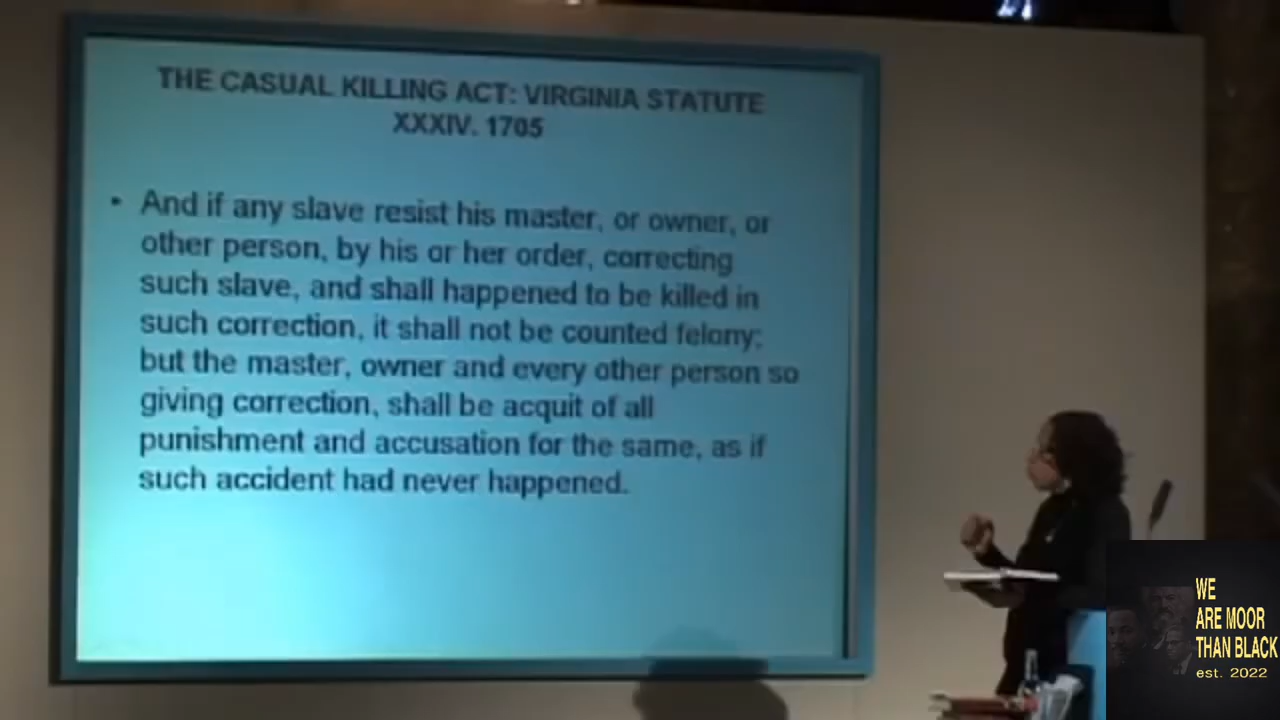 THE CASUAL KILLING ACT: VIRGINIA STATUTE
XXXIV. 1705
• And if any slave resist his master, or owner, or
other person, by his or her order, correcting
such slave, and shall happened to be killed in
such correction, it shall not be counted felony;
but the master, owner and every other person so
giving correction, shall be acquit of all
punishment and accusation for the same, as if
such accident had never happened.
WE
ARE MOOR
THAN BLACK
est. 2022